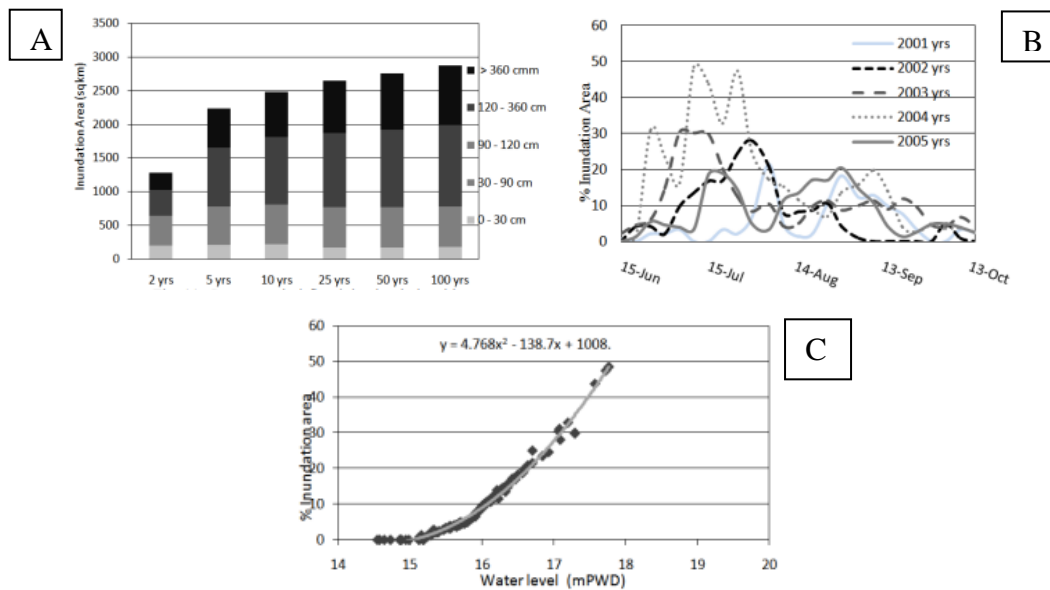 A
3500
3000
2500
2000
1500
1000
500
0
Inundation Area (sqkm)
2 yrs 5 yrs 10 yrs 25 yrs 50 yrs 100 yrs
> 360 cmm
120 - 360 cm
90 - 120 cm
30 - 90 cm
0 - 30 cm
B
60
50
40
30
20
10
0
% Inundation Area
2001 yrs
2002 yrs
2003 yrs
2004 yrs
2005 yrs
15-Jun 15-Jul 14-Aug 13-Sep 13-Oct
C
60
50
40
30
20
10
0
% Inundation area
y = 4.768x² - 138.7x + 1008.
14 15 16 17 18 19 20
Water level (mPWD)